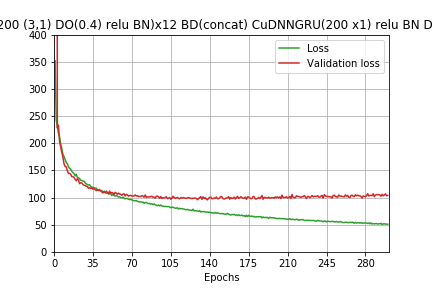 200 (3,1) DO(0.4) relu BN)x12 BD(concat) CuDNNGRU(200 x1) relu BN D
400
350
300
250
200
150
100
50
0
Loss
Validation loss
0 35 70 105 140 175 210 245 280
Epochs